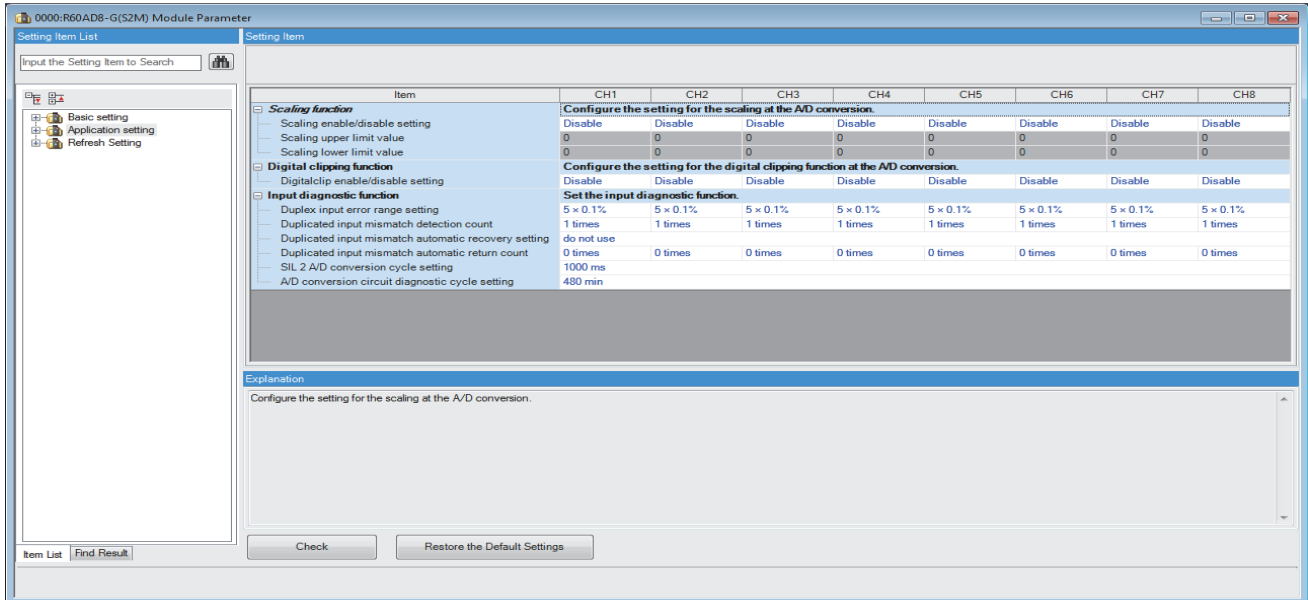 0000:R60AD8-G(S2M) Module Parameter
Setting Item List
Setting Item
Input the Setting Item to Search
Basic setting
Application setting
Refresh Setting
Item CH1 CH2 CH3 CH4 CH5 CH6 CH7 CH8
Scaling function Configure the setting for the scaling at the A/D conversion.
Scaling enable/disable setting Disable Disable Disable Disable Disable Disable Disable Disable
Scaling upper limit value 0 0 0 0 0 0 0 0
Scaling lower limit value 0 0 0 0 0 0 0 0
Digital clipping function Configure the setting for the digital clipping function at the A/D conversion.
Digitalclip enable/disable setting Disable Disable Disable Disable Disable Disable Disable Disable
Input diagnostic function Set the input diagnostic function.
Duplex input error range setting 5 × 0.1% 5 × 0.1% 5 × 0.1% 5 × 0.1% 5 × 0.1% 5 × 0.1% 5 × 0.1% 5 × 0.1%
Duplicated input mismatch detection count 1 times 1 times 1 times 1 times 1 times 1 times 1 times 1 times
Duplicated input mismatch automatic recovery setting do not use
Duplicated input mismatch automatic return count 0 times 0 times 0 times 0 times 0 times 0 times 0 times 0 times
SIL 2 A/D conversion cycle setting 1000 ms
A/D conversion circuit diagnostic cycle setting 480 min
Explanation
Configure the setting for the scaling at the A/D conversion.
Item List Find Result
Check Restore the Default Settings